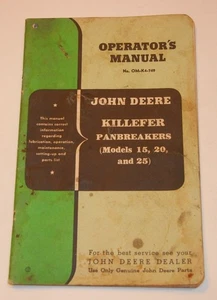 OPERATOR'S
MANUAL
No.
JOHN DEERE
KILLEFER
PANBREAKERS
(Models 15, 20,
and 25)
This manual
contains correct
information
regarding
lubrication, operation,
maintenance,
setting-up and
parts list
For the best service see your
JOHN DEERE DEALER
Use Only Genuine John Deere Parts